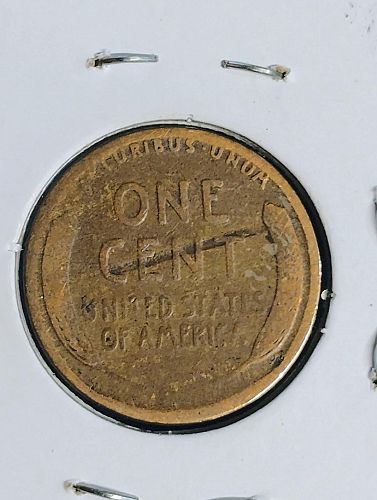 PLURIBUS·UNUM
ONE
CENT
UNITED STATES
OF AMERICA